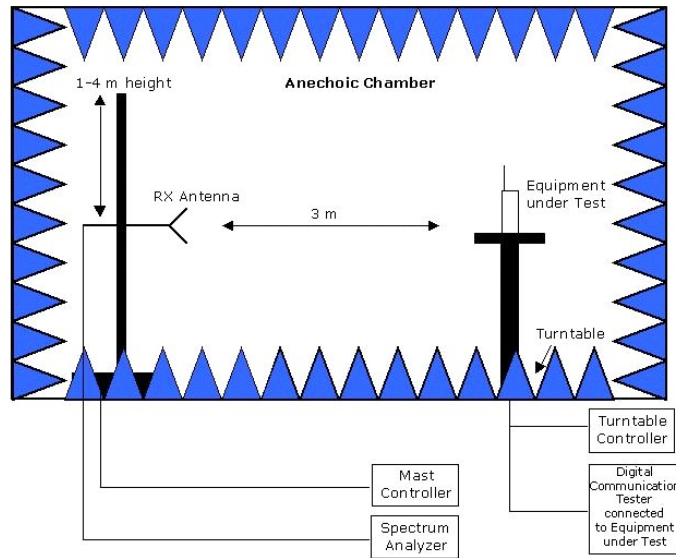 1-4 m height
Anechoic Chamber
RX Antenna
Equipment
under Test
3 m
Turntable
Turntable
Controller
Mast
Controller
Digital
Communication
Tester
connected
to Equipment
under Test
Spectrum
Analyzer